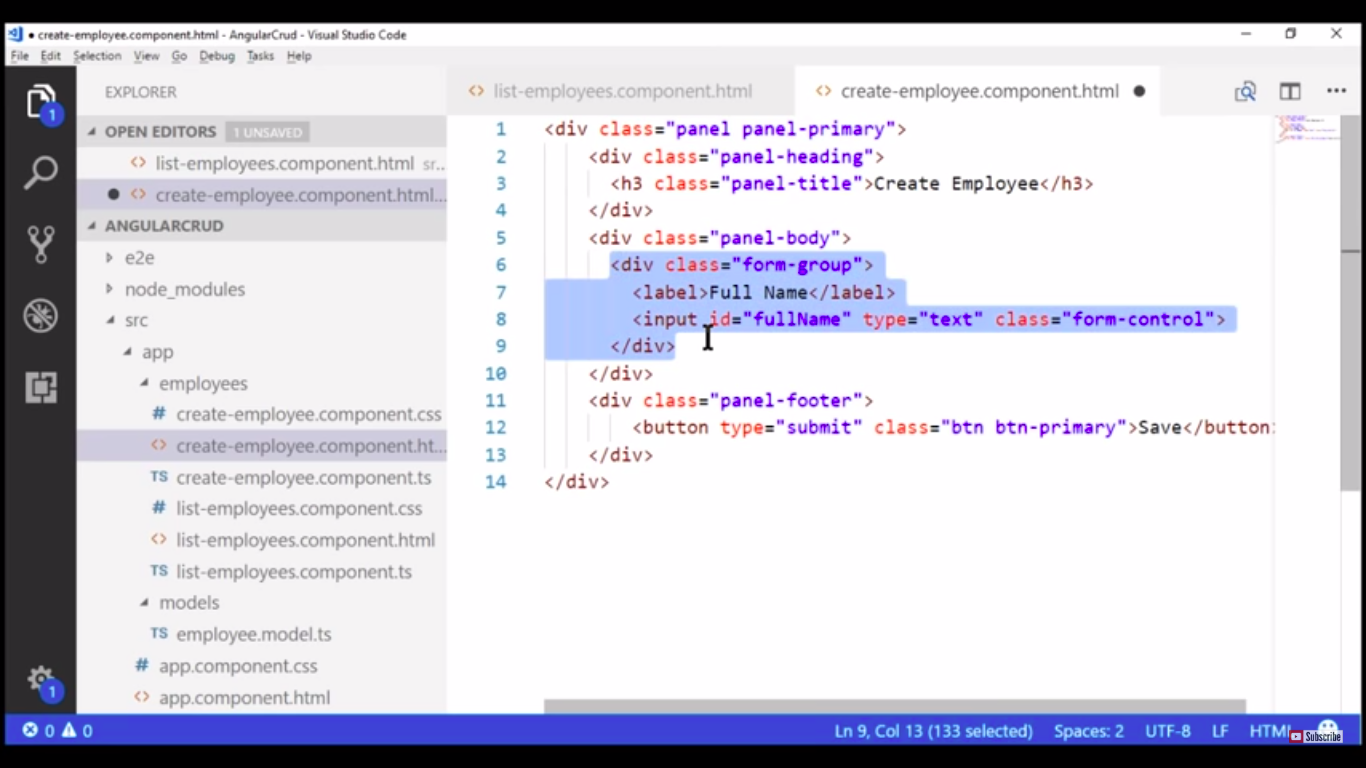 ● create-employee.component.html - AngularCrud - Visual Studio Code
File Edit Selection View Go Debug Tasks Help
EXPLORER
OPEN EDITORS 1 UNSAVED
list-employees.component.html sr...
create-employee.component.html...
ANGULARCRUD
e2e
node_modules
src
app
employees
create-employee.component.css
create-employee.component.ht...
TS create-employee.component.ts
list-employees.component.css
list-employees.component.html
TS list-employees.component.ts
models
TS employee.model.ts
app.component.css
app.component.html
1
1
list-employees.component.html
create-employee.component.html ●
1 <div class="panel panel-primary">
2 <div class="panel-heading">
3 <h3 class="panel-title">Create Employee</h3>
4 </div>
5 <div class="panel-body">
6 <div class="form-group">
7 <label>Full Name</label>
8 <input id="fullName" type="text" class="form-control">
9 </div>
10 </div>
11 <div class="panel-footer">
12 <button type="submit" class="btn btn-primary">Save</button
13 </div>
14 </div>
0 0
Ln 9, Col 13 (133 selected) Spaces: 2 UTF-8 LF HTML
Subscribe